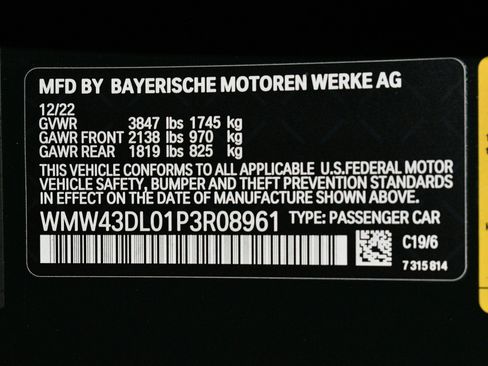 MFD BY BAYERISCHE MOTOREN WERKE AG
12/22
GVWR 3847 lbs 1745 kg
GAWR FRONT 2138 lbs 970 kg
GAWR REAR 1819 lbs 825 kg
THIS VEHICLE CONFORMS TO ALL APPLICABLE U.S.FEDERAL MOTOR
VEHICLE SAFETY, BUMPER AND THEFT PREVENTION STANDARDS
IN EFFECT ON THE DATE OF MANUFACTURE SHOWN ABOVE.
WMW43DL01P3R08961 TYPE: PASSENGER CAR
C19/6
7 315 814